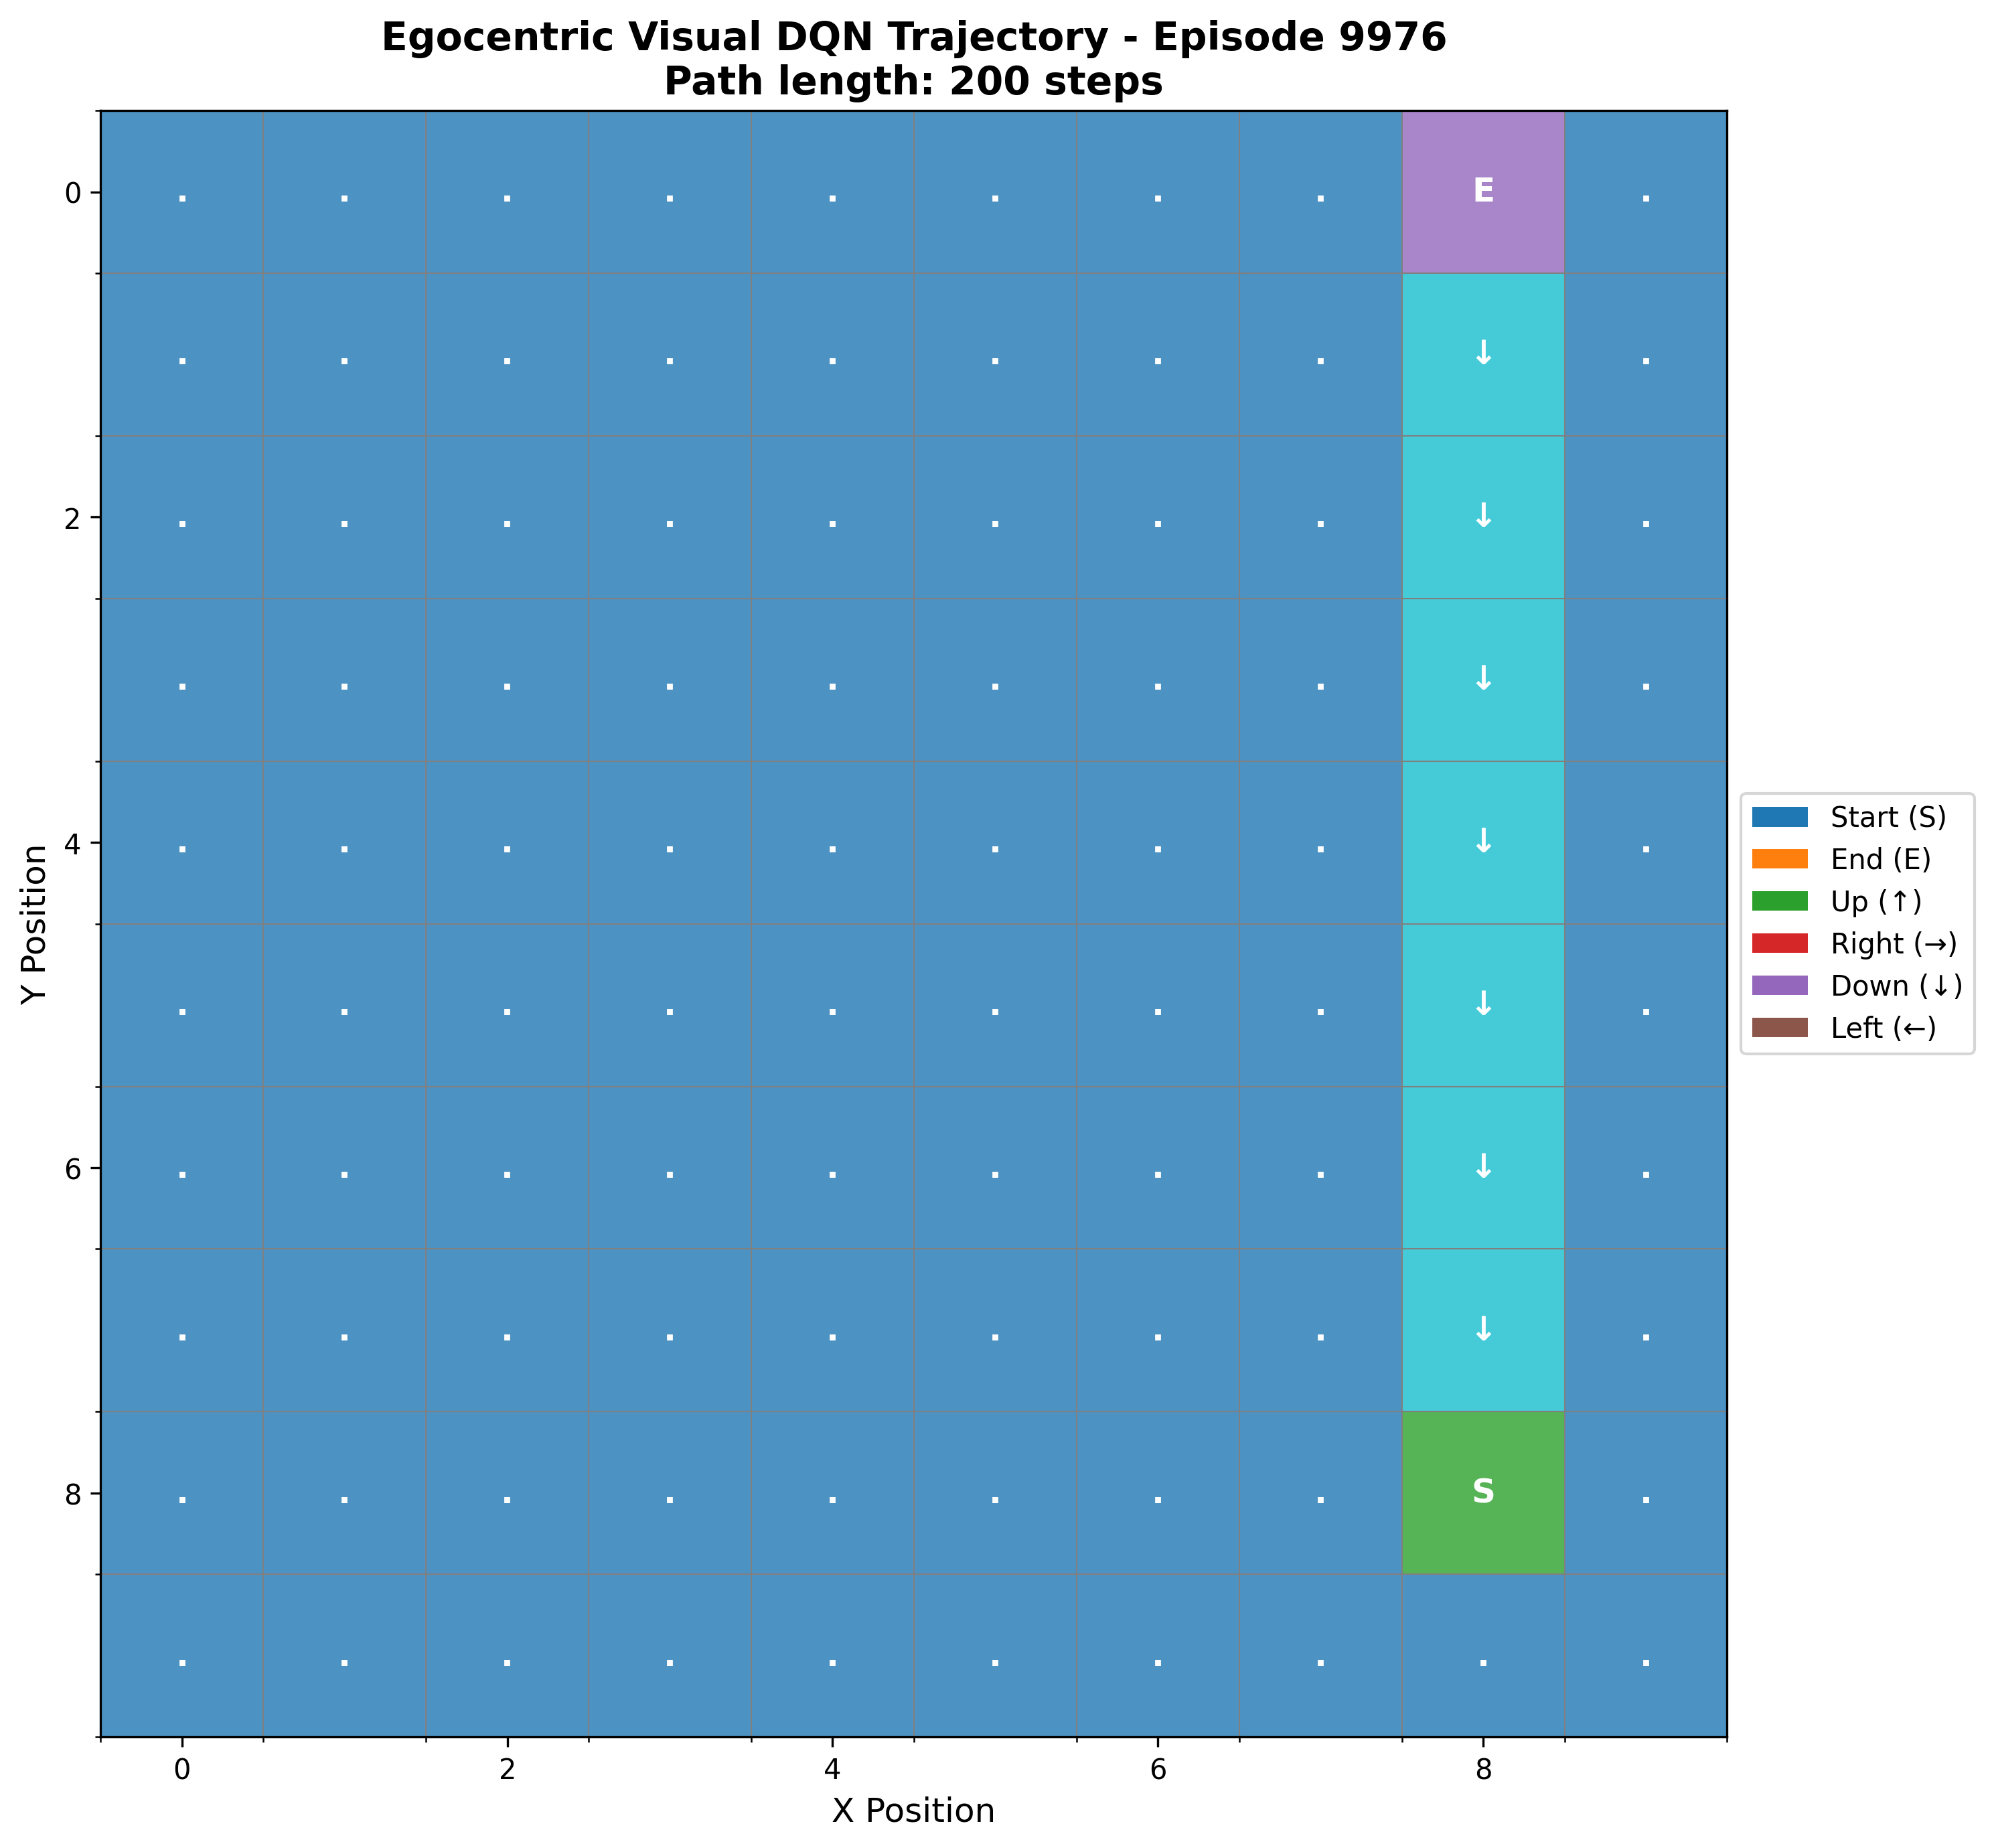 Egocentric Visual DQN Trajectory - Episode 9976
Path length: 200 steps
0 . . . . . . . . E .
. . . . . . . . ↓ .
2 . . . . . . . . ↓ .
. . . . . . . . ↓ .
4 . . . . . . . . ↓ .
. . . . . . . . ↓ .
6 . . . . . . . . ↓ .
. . . . . . . . ↓ .
8 . . . . . . . . S .
. . . . . . . . . .
0 2 4 6 8
X Position
Y Position
Start (S)
End (E)
Up (↑)
Right (→)
Down (↓)
Left (←)